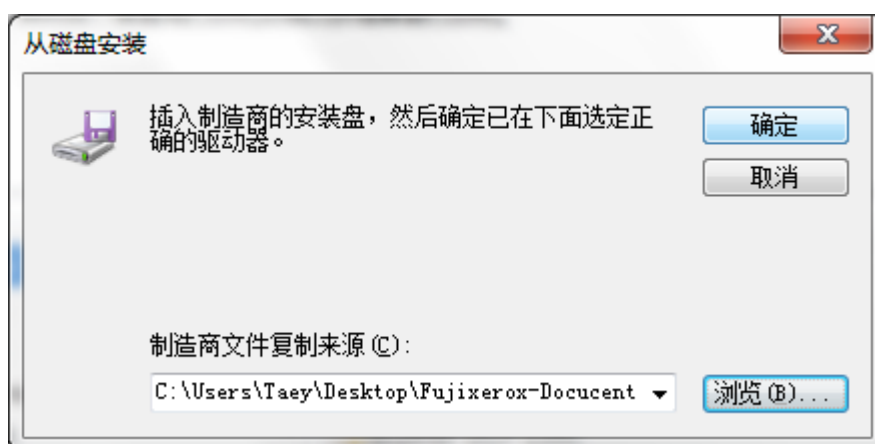 从磁盘安装
插入制造商的安装盘，然后确定已在下面选定正
确的驱动器。
确定
取消
制造商文件复制来源(C):
C:\Users\Taey\Desktop\Fujixerox-Docucent
浏览(B)...